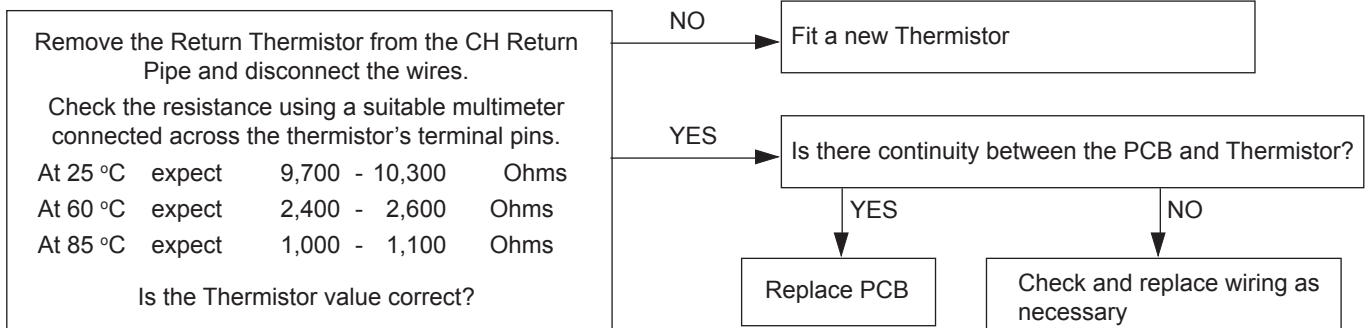 Remove the Return Thermistor from the CH Return
Pipe and disconnect the wires.
Check the resistance using a suitable multimeter
connected across the thermistor’s terminal pins.
At 25 °C expect 9,700 - 10,300 Ohms
At 60 °C expect 2,400 - 2,600 Ohms
At 85 °C expect 1,000 - 1,100 Ohms
Is the Thermistor value correct?
NO
Fit a new Thermistor
YES
Is there continuity between the PCB and Thermistor?
YES
NO
Replace PCB
Check and replace wiring as
necessary